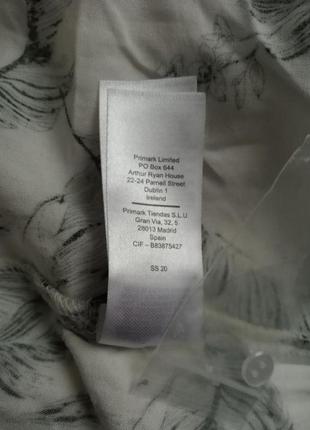 Primark Limited
PO Box 644
Arthur Ryan House
22-24 Parnell Street
Dublin 1
Ireland
Primark Tiendas S.L.U
Gran Via, 32, 5
28013 Madrid
Spain
CIF – B83875427
SS 20